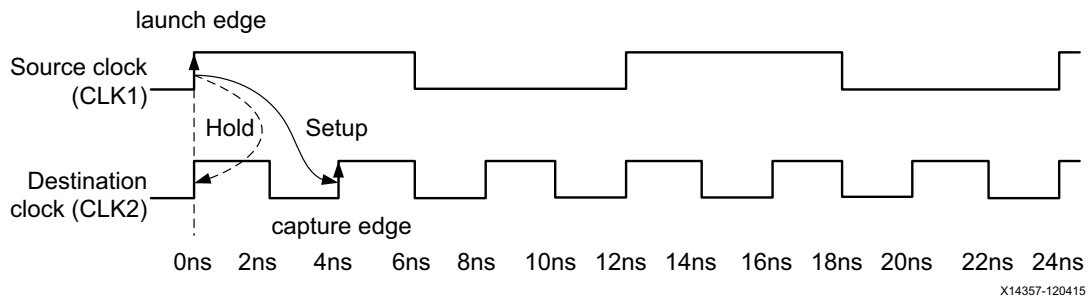 launch edge
Source clock
(CLK1)
Hold
Setup
Destination
clock (CLK2)
capture edge
0ns 2ns 4ns 6ns 8ns 10ns 12ns 14ns 16ns 18ns 20ns 22ns 24ns
X14357-120415